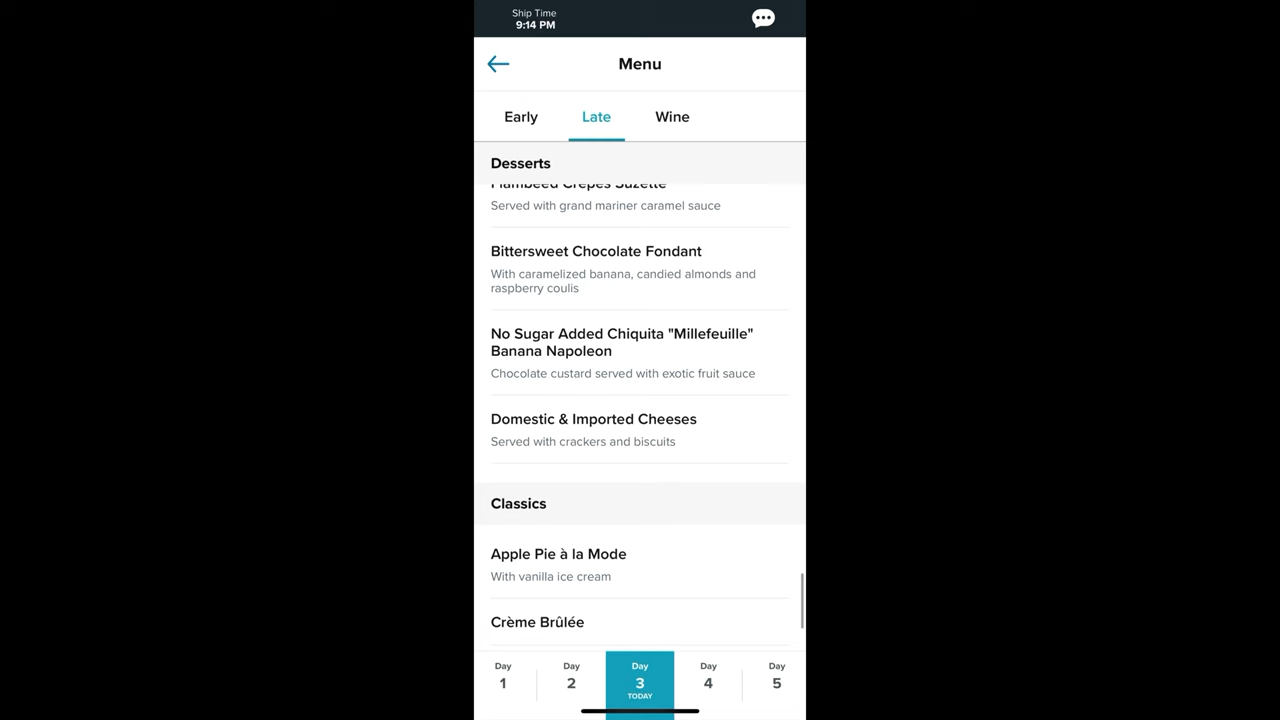 Ship Time
9:14 PM
Menu
Early Late Wine
Desserts
Flambéed Crêpes Suzette
Served with grand mariner caramel sauce
Bittersweet Chocolate Fondant
With caramelized banana, candied almonds and
raspberry coulis
No Sugar Added Chiquita "Millefeuille"
Banana Napoleon
Chocolate custard served with exotic fruit sauce
Domestic & Imported Cheeses
Served with crackers and biscuits
Classics
Apple Pie à la Mode
With vanilla ice cream
Crème Brûlée
Day Day Day Day Day
1 2 3 4 5
TODAY